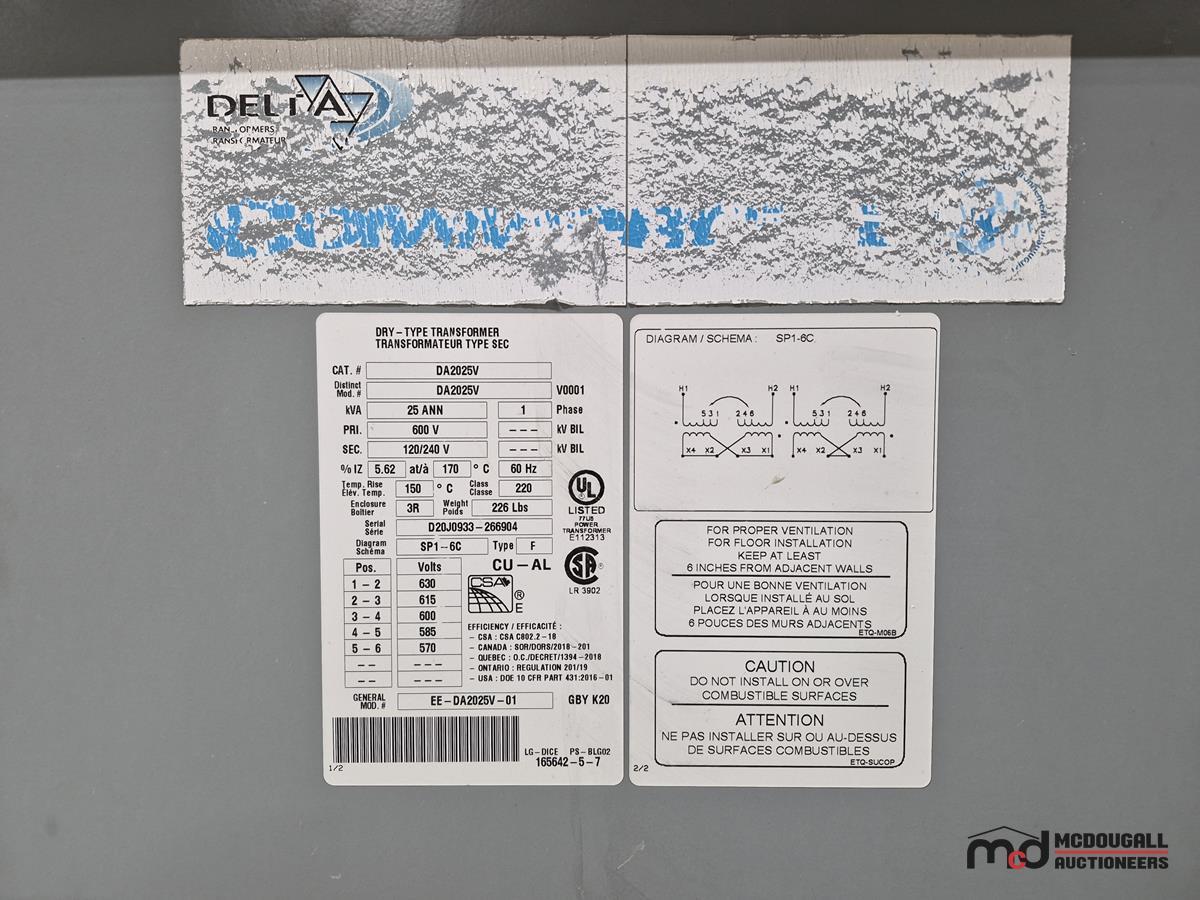 DELTA
DRY-TYPE TRANSFORMER
TRANSFORMATEUR TYPE SEC
CAT. # DA2025V
Distinct Mod. # DA2025V V0001
kVA 25 ANN 1 Phase
PRI. 600 V --- kV BIL
SEC. 120/240 V --- kV BIL
% IZ 5.62 at/à 170 ° C 60 Hz
Temp. Rise Élév. Temp. 150 ° C Class Classe 220
Enclosure Boîtier 3R Weight Poids 226 Lbs
Serial Série D20J0933-266904
Diagram Schéma SP1-6C Type F
Pos. Volts CU-AL
1-2 630
2-3 615
3-4 600
4-5 585
5-6 570
-- ---
-- ---
UL
LISTED
77U5
POWER
TRANSFORMER
E112313
CSA ®
LR 3902
CSA ® E
EFFICIENCY / EFFICACITÉ :
- CSA : CSA C802.2-18
- CANADA : SOR/DORS/2018-201
- QUEBEC : O.C./DECRET/1394-2018
- ONTARIO : REGULATION 201/19
- USA : DOE 10 CFR PART 431:2016-01
GENERAL MOD. # EE-DA2025V-01 GBY K20
LG-DICE PS-BLG02
165642-5-7
1/2
DIAGRAM / SCHEMA : SP1-6C
H1 H2 H1 H2
5 3 1 2 4 6 5 3 1 2 4 6
X4 X2 X3 X1 X4 X2 X3 X1
FOR PROPER VENTILATION
FOR FLOOR INSTALLATION
KEEP AT LEAST
6 INCHES FROM ADJACENT WALLS
POUR UNE BONNE VENTILATION
LORSQUE INSTALLÉ AU SOL
PLACEZ L'APPAREIL À AU MOINS
6 POUCES DES MURS ADJACENTS
ETQ-M06B
CAUTION
DO NOT INSTALL ON OR OVER
COMBUSTIBLE SURFACES
ATTENTION
NE PAS INSTALLER SUR OU AU-DESSUS
DE SURFACES COMBUSTIBLES
ETQ-SUCOP
2/2
mcd MCDOUGALL
AUCTIONEERS